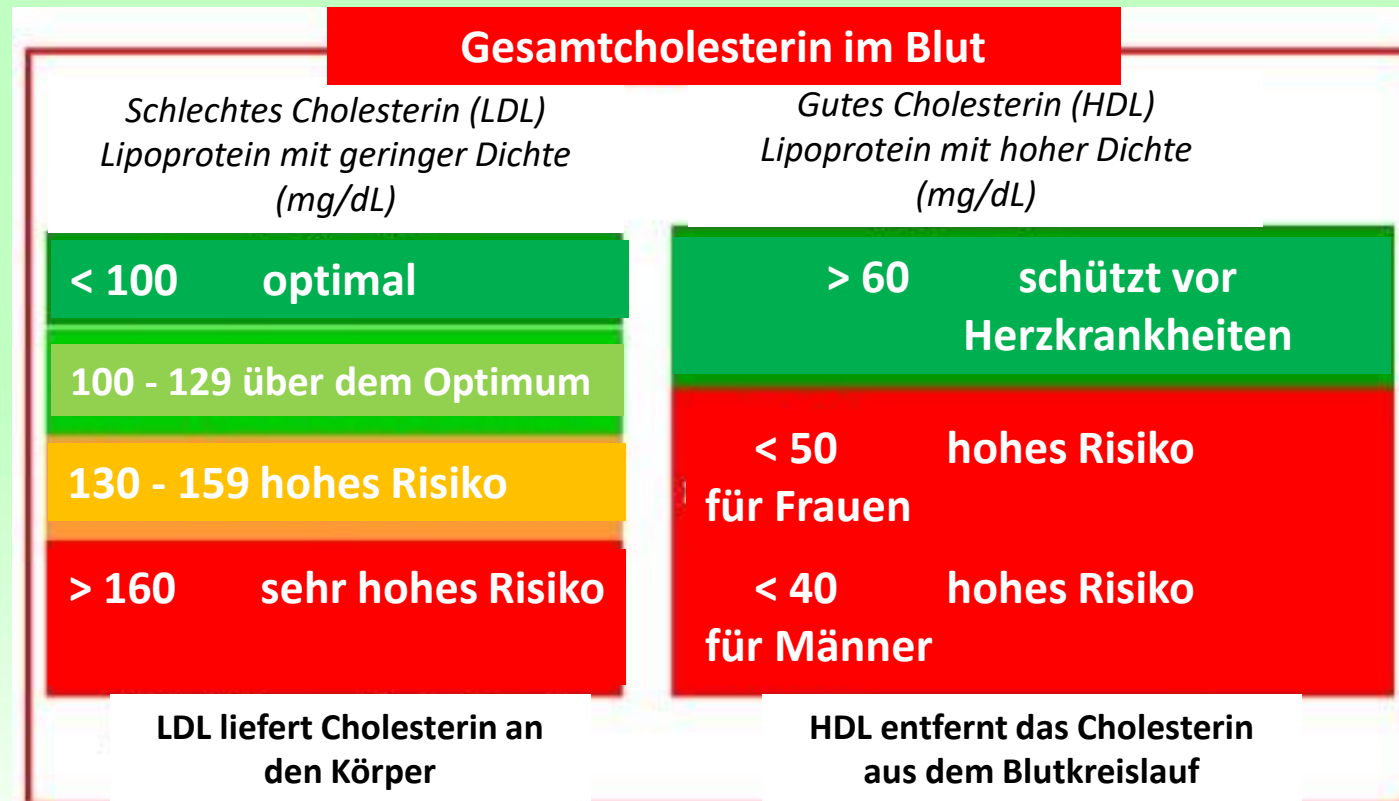 Gesamtcholesterin im Blut
Schlechtes Cholesterin (LDL)
Lipoprotein mit geringer Dichte
(mg/dL)
< 100 optimal
100 - 129 über dem Optimum
130 - 159 hohes Risiko
> 160 sehr hohes Risiko
LDL liefert Cholesterin an
den Körper
Gutes Cholesterin (HDL)
Lipoprotein mit hoher Dichte
(mg/dL)
> 60 schützt vor
Herzkrankheiten
< 50 hohes Risiko
für Frauen
< 40 hohes Risiko
für Männer
HDL entfernt das Cholesterin
aus dem Blutkreislauf